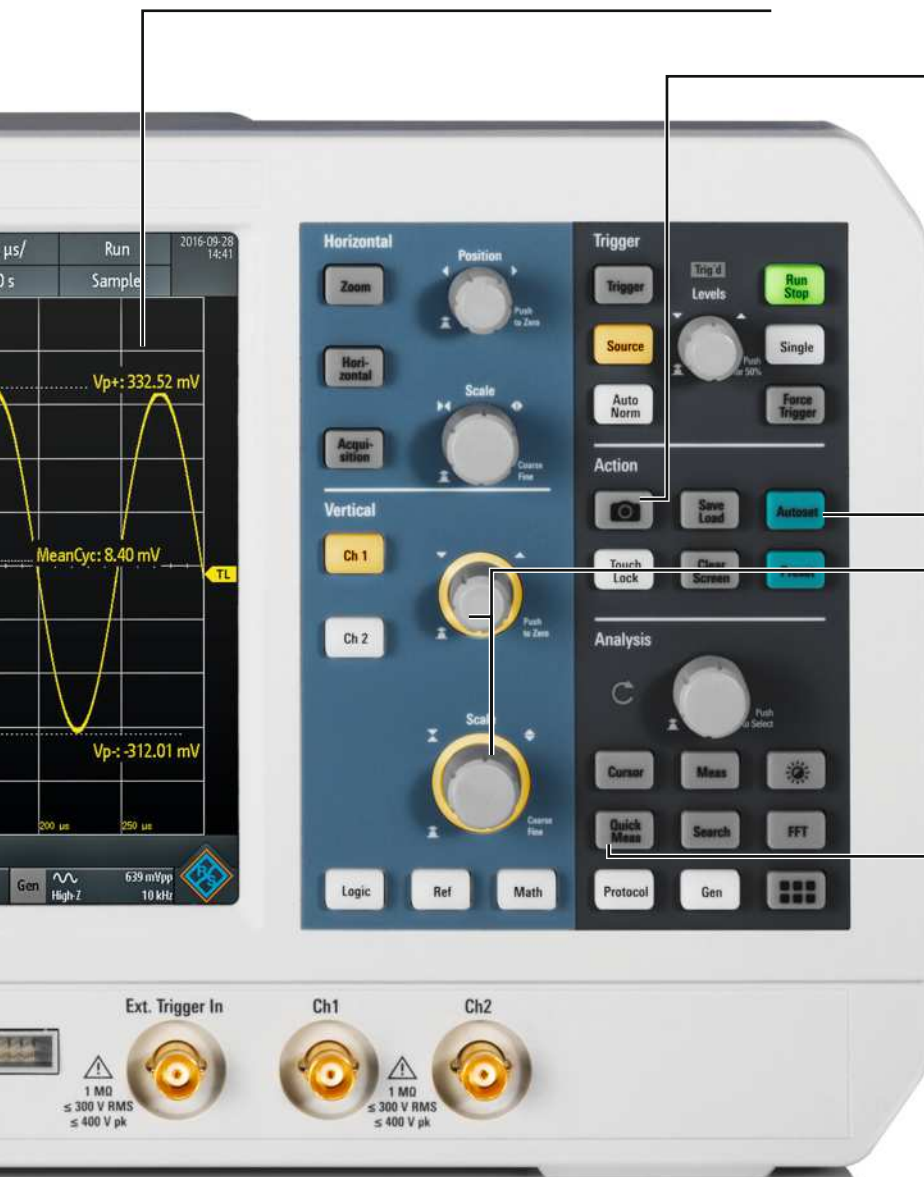 µs/
Run
2016-09-28
14:41
s
Sample
Vp+: 332.52 mV
MeanCyc: 8.40 mV
TL
Vp-: -312.01 mV
200 µs
250 µs
Gen
High-Z
639 mVpp
10 kHz
R&S
Horizontal
Position
Zoom
Push
to Zero
Hori-
zontal
Scale
Acqui-
sition
Coarse
Fine
Vertical
Ch 1
Push
to Zero
Ch 2
Scale
Coarse
Fine
Logic
Ref
Math
Trigger
Trig'd
Trigger
Levels
Run
Stop
Source
Single
Push
for 50%
Auto
Norm
Force
Trigger
Action
Save
Load
Autoset
Touch
Lock
Clear
Screen
Preset
Analysis
Push
to Select
Cursor
Meas
Quick
Meas
Search
FFT
Protocol
Gen
Ext. Trigger In
Ch1
Ch2
1 MΩ
≤ 300 V RMS
≤ 400 V pk
1 MΩ
≤ 300 V RMS
≤ 400 V pk